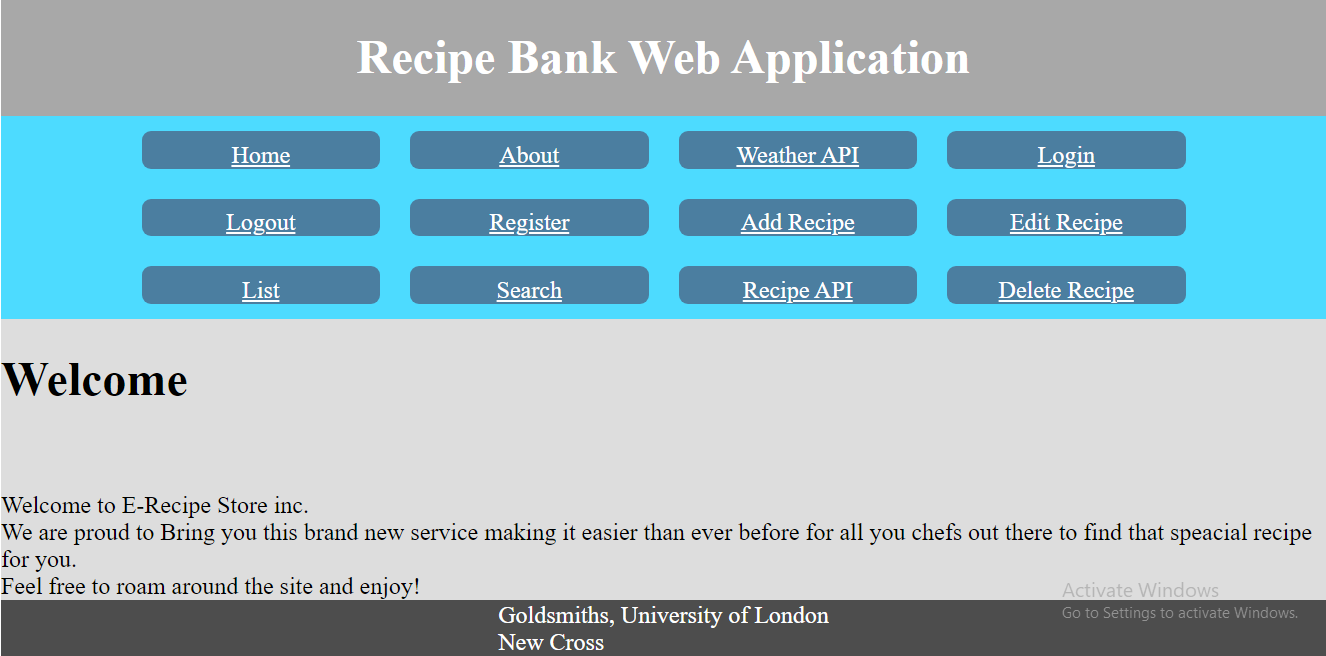 Recipe Bank Web Application
Home About Weather API Login
Logout Register Add Recipe Edit Recipe
List Search Recipe API Delete Recipe
Welcome
Welcome to E-Recipe Store inc.
We are proud to Bring you this brand new service making it easier than ever before for all you chefs out there to find that speacial recipe
for you.
Feel free to roam around the site and enjoy!
Activate Windows
Go to Settings to activate Windows.
Goldsmiths, University of London
New Cross